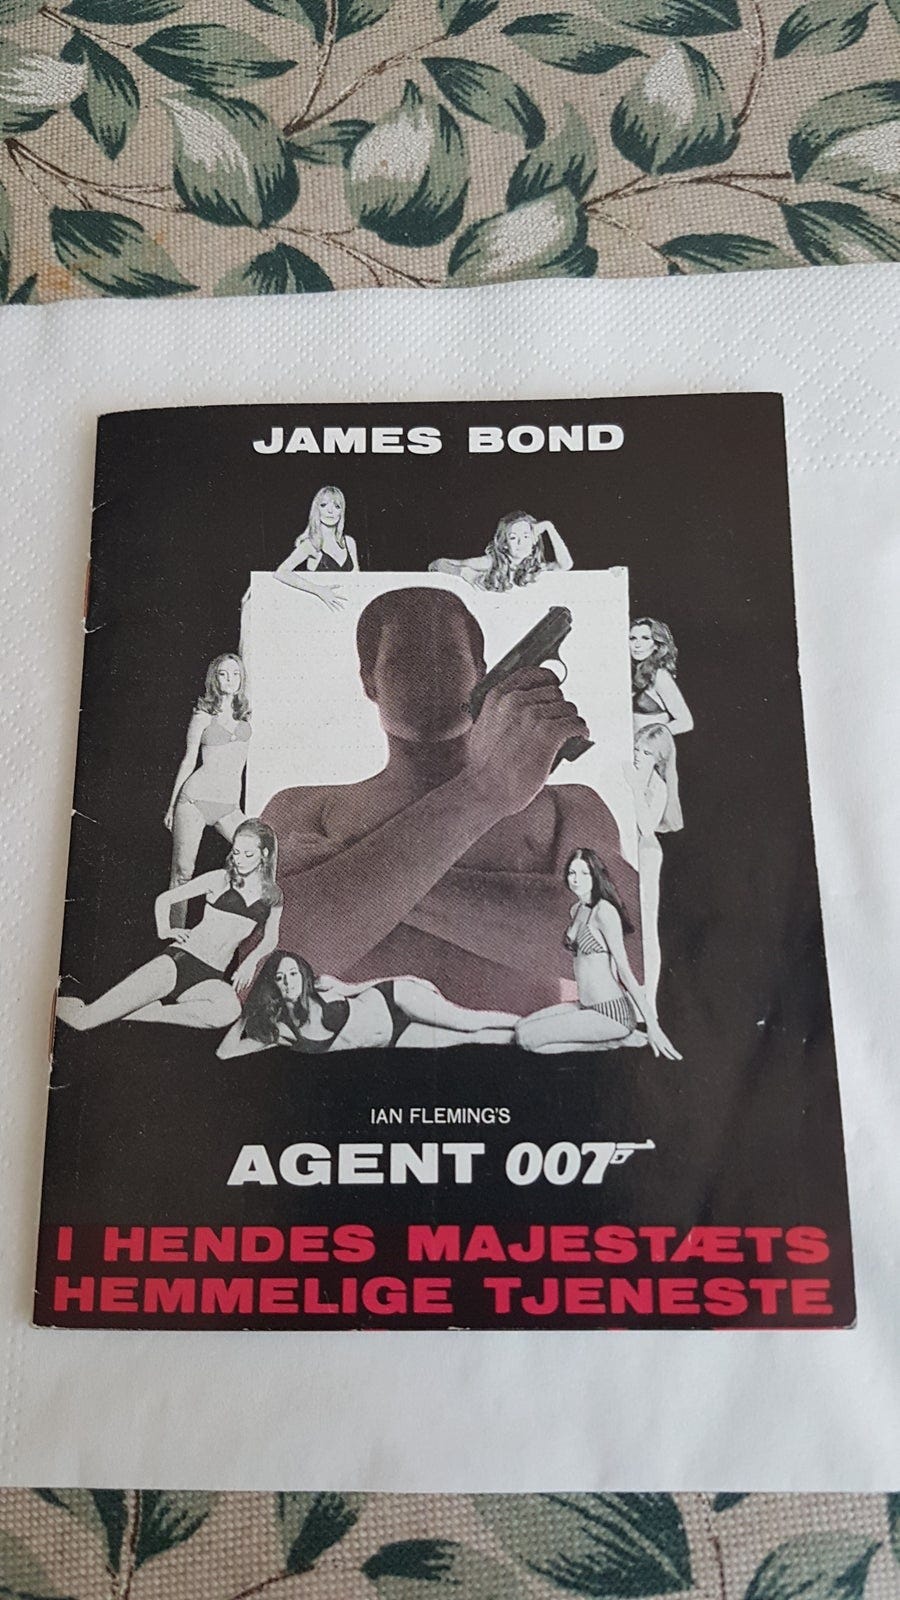 JAMES BOND
IAN FLEMING'S
AGENT 007
I HENDES MAJESTÆTS
HEMMELIGE TJENESTE